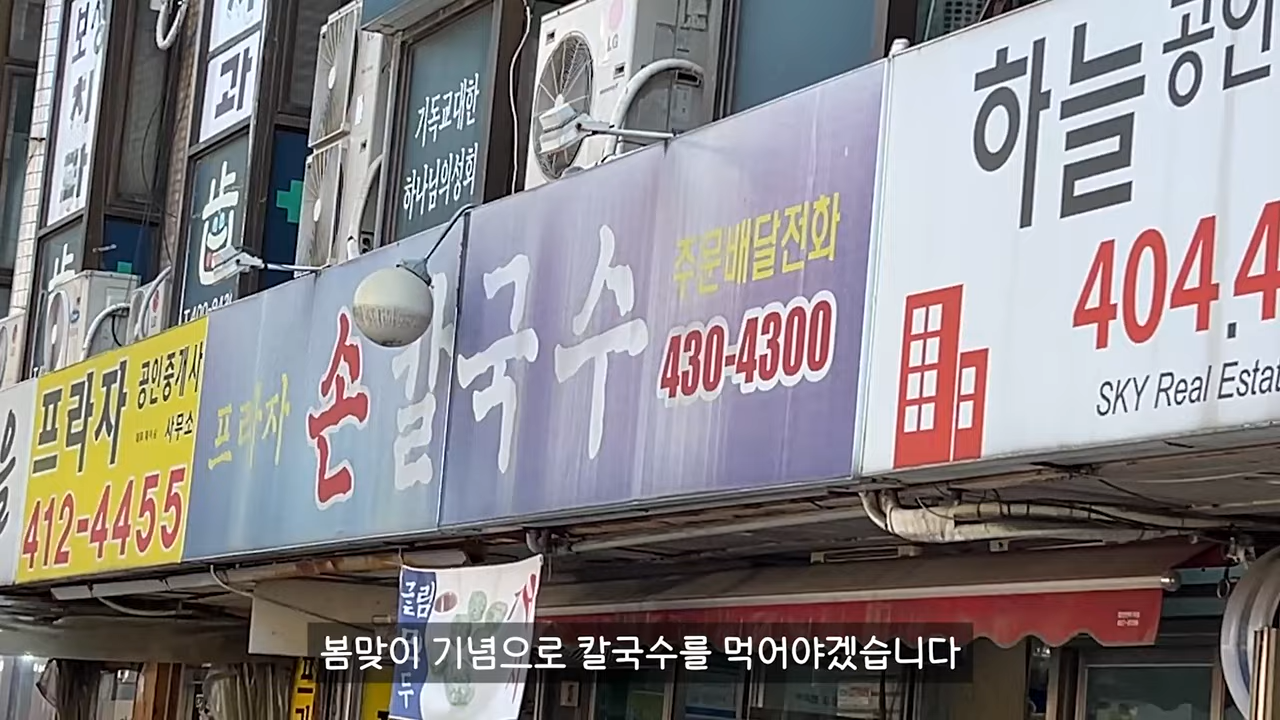 보상
치과
과
기독교대한
하나님의성회
LG
하늘 공인
404.4
SKY Real Estat
프라자 공인중개사
사무소
412-4455
프라자 손칼국수
주문배달전화
430-4300
봄맞이 기념으로 칼국수를 먹어야겠습니다